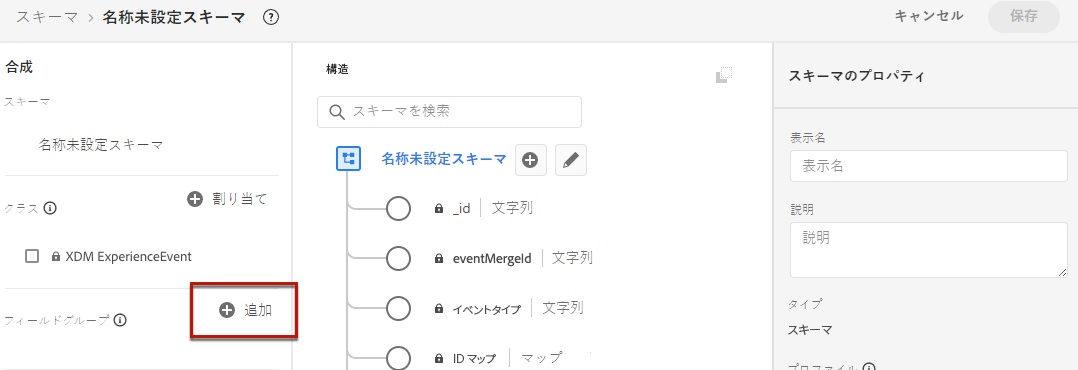 スキーマ > 名称未設定スキーマ
キャンセル
保存
合成
スキーマ
名称未設定スキーマ
割り当て
クラス
XDM ExperienceEvent
追加
フィールドグループ
構造
スキーマを検索
名称未設定スキーマ
_id 文字列
eventMergeId 文字列
イベントタイプ 文字列
ID マップ マップ
スキーマのプロパティ
表示名
表示名
説明
説明
タイプ
スキーマ
プロファイル